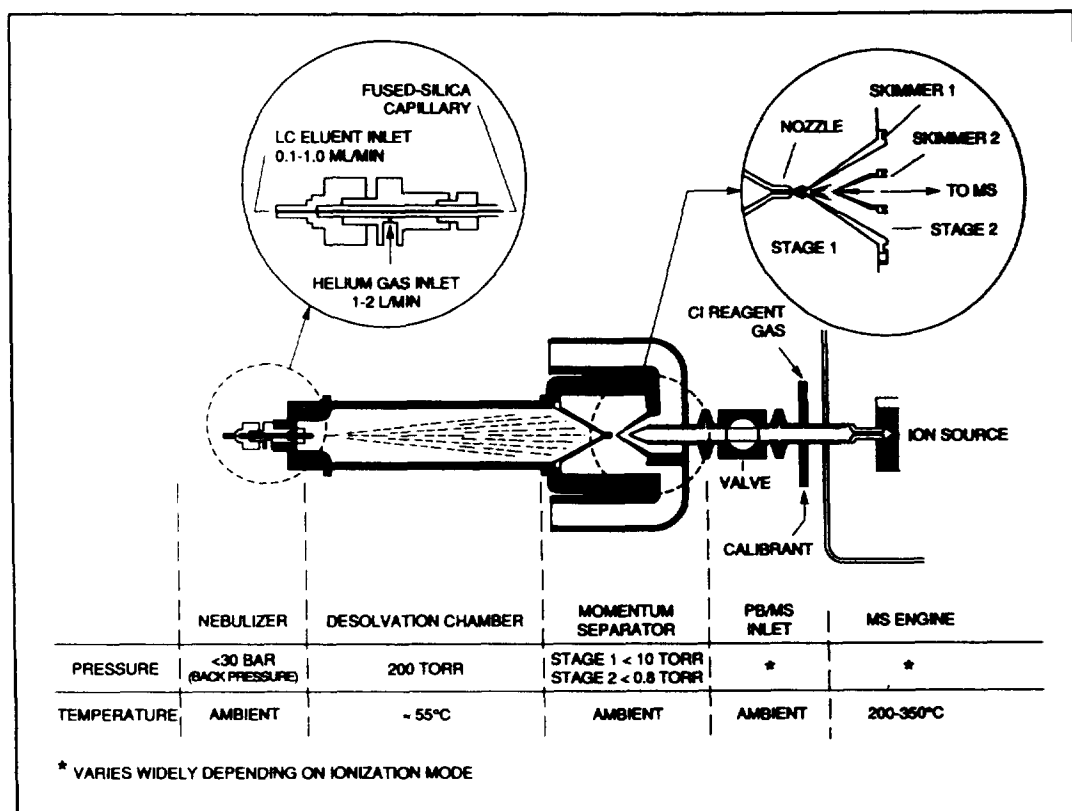 FUSED-SILICA
CAPILLARY
LC ELUENT INLET
0.1-1.0 ML/MIN
HELIUM GAS INLET
1-2 L/MIN
SKIMMER 1
NOZZLE
SKIMMER 2
TO MS
STAGE 2
STAGE 1
CI REAGENT
GAS
ION SOURCE
VALVE
CALIBRANT
NEBULIZER DESOLVATION CHAMBER MOMENTUM SEPARATOR PB/MS INLET MS ENGINE
PRESSURE <30 BAR (BACK PRESSURE) 200 TORR STAGE 1 < 10 TORR STAGE 2 < 0.8 TORR * *
TEMPERATURE AMBIENT ~ 55°C AMBIENT AMBIENT 200-350°C
* VARIES WIDELY DEPENDING ON IONIZATION MODE